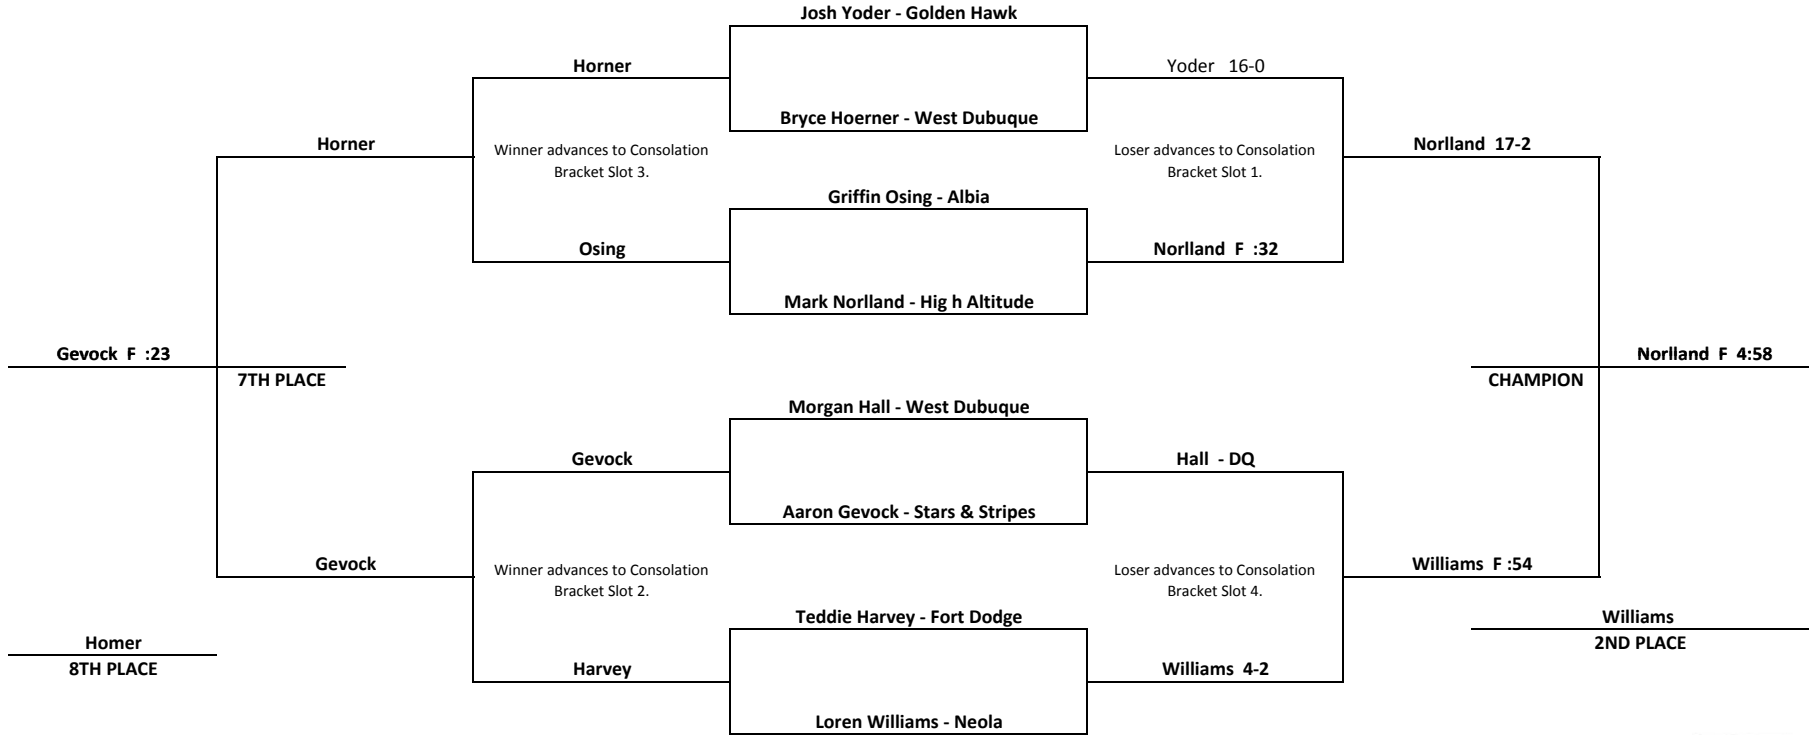 Josh Yoder - Golden Hawk
Horner
Yoder 16-0
Bryce Hoerner - West Dubuque
Horner
Winner advances to Consolation
Bracket Slot 3.
Loser advances to Consolation
Bracket Slot 1.
Norlland 17-2
Griffin Osing - Albia
Osing
Norlland F :32
Mark Norlland - Hig h Altitude
Gevock F :23
7TH PLACE
Norlland F 4:58
CHAMPION
Morgan Hall - West Dubuque
Gevock
Hall - DQ
Aaron Gevock - Stars & Stripes
Gevock
Winner advances to Consolation
Bracket Slot 2.
Loser advances to Consolation
Bracket Slot 4.
Williams F :54
Teddie Harvey - Fort Dodge
Williams
2ND PLACE
Homer
8TH PLACE
Harvey
Williams 4-2
Loren Williams - Neola